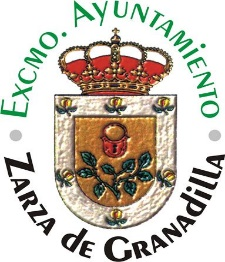 Excmo. Ayuntamiento
Zarza de Granadilla